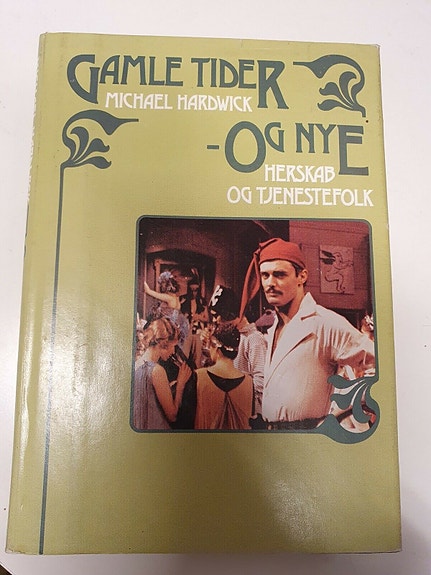 GAMLE TIDER
MICHAEL HARDWICK
-OG NYE
HERSKAB
OG TJENESTEFOLK